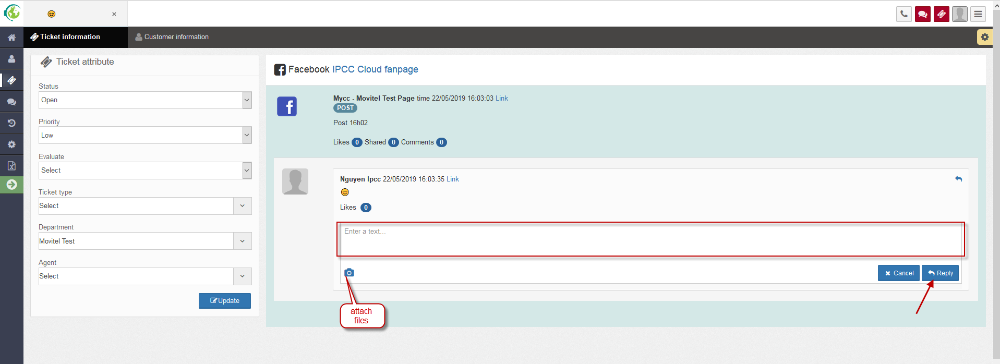 Ticket information
Customer information
Ticket attribute
Status
Open
Priority
Low
Evaluate
Select
Ticket type
Select
Department
Movitel Test
Agent
Select
Update
Facebook IPCC Cloud fanpage
Mycc - Movitel Test Page time 22/05/2019 16:03:03 Link
POST
Post 16h02
Likes 0 Shared 0 Comments 0
Nguyen Ipcc 22/05/2019 16:03:35 Link
😊
Likes 0
Enter a text...
Cancel
Reply
attach
files